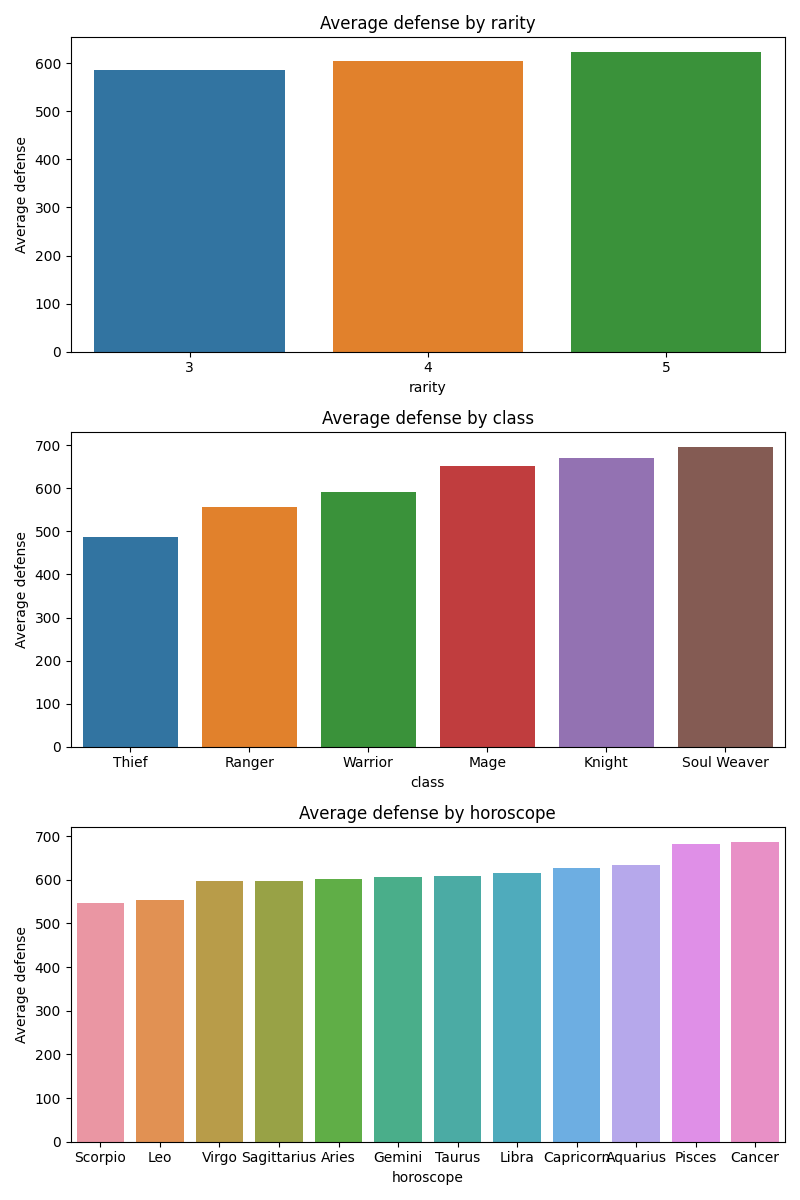 Average defense by rarity
Average defense
600
500
400
300
200
100
0
3 4 5
rarity
Average defense by class
Average defense
700
600
500
400
300
200
100
0
Thief Ranger Warrior Mage Knight Soul Weaver
class
Average defense by horoscope
Average defense
700
600
500
400
300
200
100
0
Scorpio Leo Virgo Sagittarius Aries Gemini Taurus Libra Capricorn Aquarius Pisces Cancer
horoscope